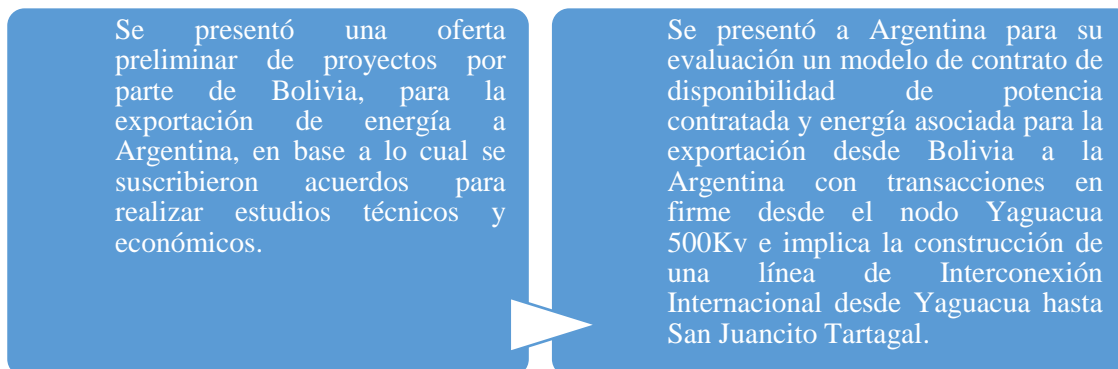 Se presentó una oferta
preliminar de proyectos por
parte de Bolivia, para la
exportación de energía a
Argentina, en base a lo cual se
suscribieron acuerdos para
realizar estudios técnicos y
económicos.
Se presentó a Argentina para su
evaluación un modelo de contrato de
disponibilidad de potencia
contratada y energía asociada para la
exportación desde Bolivia a la
Argentina con transacciones en
firme desde el nodo Yaguacua
500Kv e implica la construcción de
una línea de Interconexión
Internacional desde Yaguacua hasta
San Juancito Tartagal.